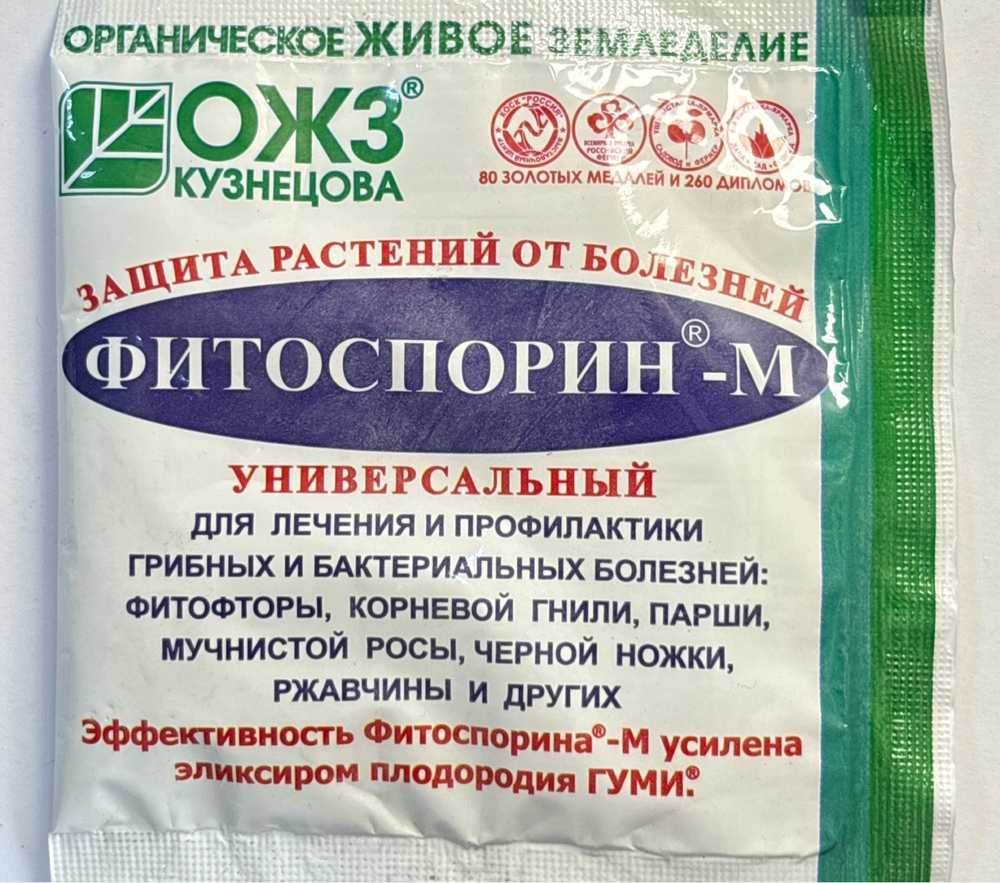 ОРГАНИЧЕСКОЕ ЖИВОЕ ЗЕМЛЕДЕЛИЕ
ОЖЗ®
КУЗНЕЦОВА
80 ЗОЛОТЫХ МЕДАЛЕЙ И 260 ДИПЛОМОВ
ЗАЩИТА РАСТЕНИЙ ОТ БОЛЕЗНЕЙ
ФИТОСПОРИН®-М
УНИВЕРСАЛЬНЫЙ
ДЛЯ ЛЕЧЕНИЯ И ПРОФИЛАКТИКИ
ГРИБНЫХ И БАКТЕРИАЛЬНЫХ БОЛЕЗНЕЙ:
ФИТОФТОРЫ, КОРНЕВОЙ ГНИЛИ, ПАРШИ,
МУЧНИСТОЙ РОСЫ, ЧЕРНОЙ НОЖКИ,
РЖАВЧИНЫ И ДРУГИХ
Эффективность Фитоспорина®-М усилена
эликсиром плодородия ГУМИ®.